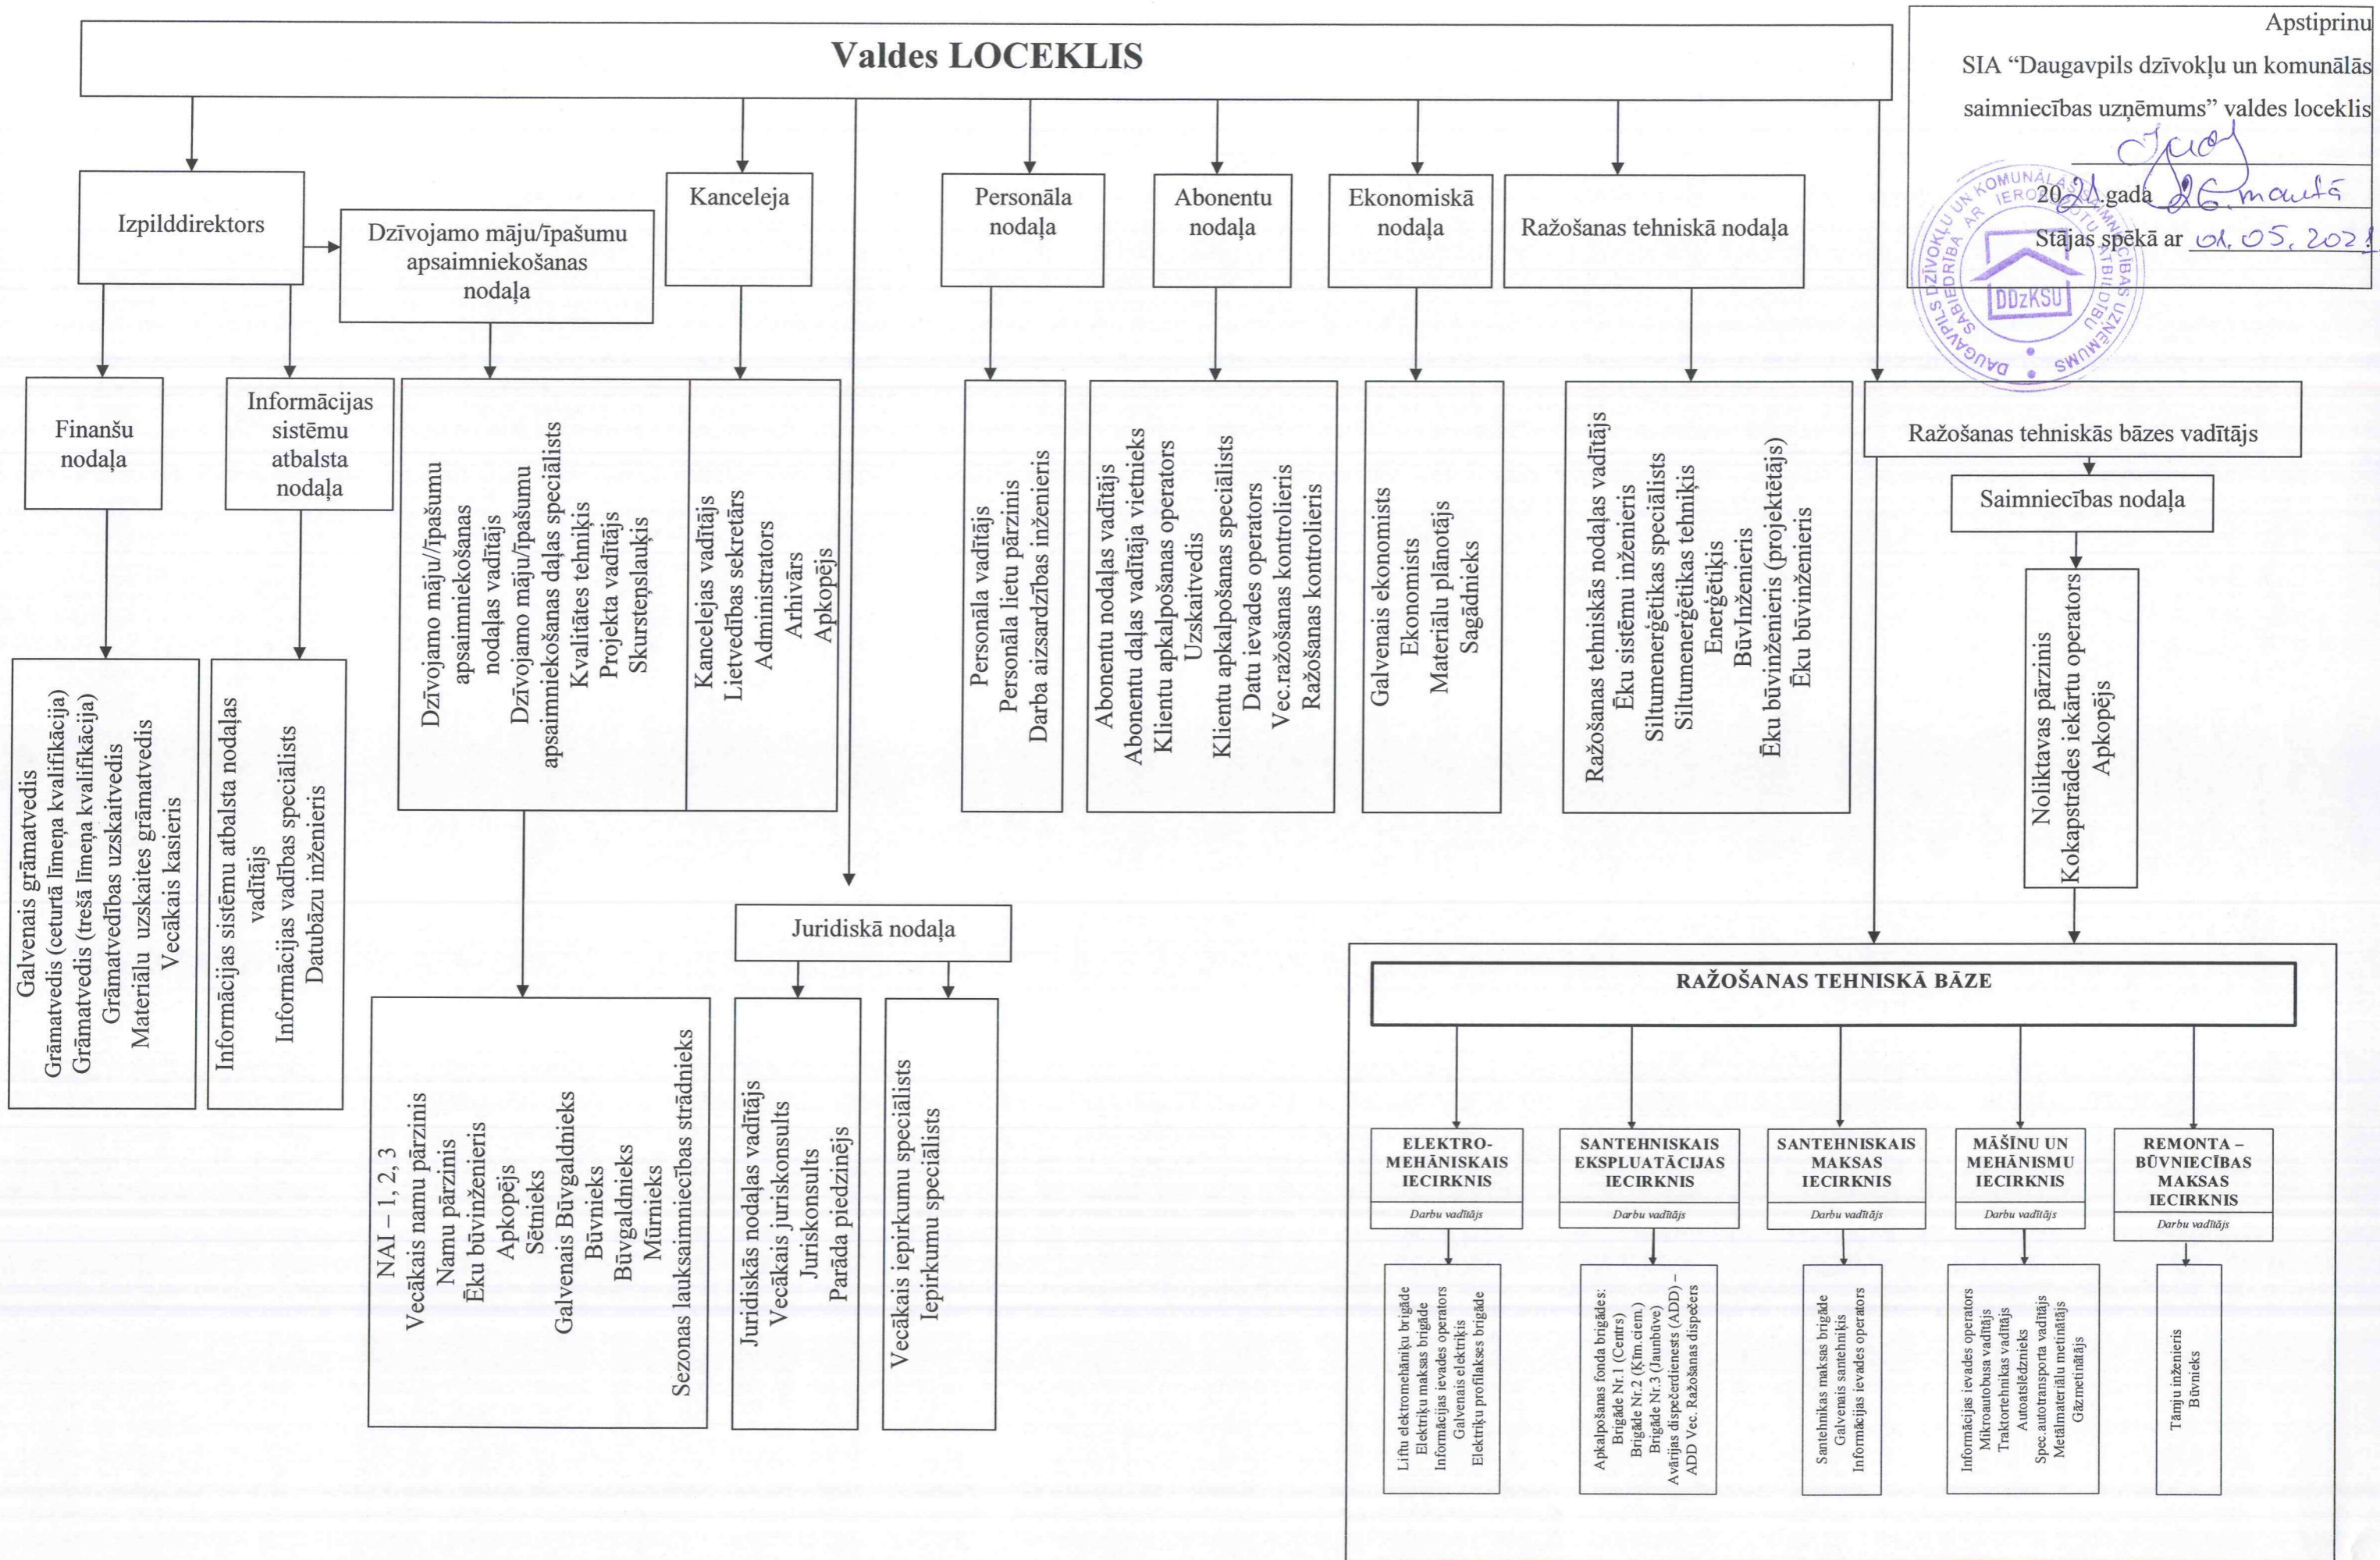 Valdes LOCEKLIS
Apstiprinu
SIA “Daugavpils dzīvokļu un komunālās
saimniecības uzņēmums” valdes loceklis
2021.gada 26. martā
Stājas spēkā ar 01.05.2021
DAUGAVPILS DZĪVOKĻU UN KOMUNĀLĀS SAIMNIECĪBAS UZŅĒMUMS
SABIEDRĪBA AR IEROBEŽOTU ATBILDĪBU
DDzKSU
Izpilddirektors
Dzīvojamo māju/īpašumu
apsaimniekošanas
nodaļa
Kanceleja
Personāla
nodaļa
Abonentu
nodaļa
Ekonomiskā
nodaļa
Ražošanas tehniskā nodaļa
Finanšu
nodaļa
Informācijas
sistēmu
atbalsta
nodaļa
Dzīvojamo māju//īpašumu
apsaimniekošanas
nodaļas vadītājs
Dzīvojamo māju/īpašumu
apsaimniekošanas daļas speciālists
Kvalitātes tehniķis
Projekta vadītājs
Skursteņslauķis
Kancelejas vadītājs
Lietvedības sekretārs
Administrators
Arhivārs
Apkopējs
Personāla vadītājs
Personāla lietu pārzinis
Darba aizsardzības inženieris
Abonentu nodaļas vadītājs
Abonentu daļas vadītāja vietnieks
Klientu apkalpošanas operators
Uzskaitvedis
Klientu apkalpošanas speciālists
Datu ievades operators
Vec.ražošanas kontrolieris
Ražošanas kontrolieris
Galvenais ekonomists
Ekonomists
Materiālu plānotājs
Sagādnieks
Ražošanas tehniskās nodaļas vadītājs
Ēku sistēmu inženieris
Siltumenerģētikas speciālists
Siltumenerģētikas tehniķis
Enerģētiķis
BūvInženieris
Ēku būvinženieris (projektētājs)
Ēku būvinženieris
Ražošanas tehniskās bāzes vadītājs
Saimniecības nodaļa
Noliktavas pārzinis
Kokapstrādes iekārtu operators
Apkopējs
Galvenais grāmatvedis
Grāmatvedis (ceturtā līmeņa kvalifikācija)
Grāmatvedis (trešā līmeņa kvalifikācija)
Grāmatvedības uzskaitvedis
Materiālu uzskaites grāmatvedis
Vecākais kasieris
Informācijas sistēmu atbalsta nodaļas
vadītājs
Informācijas vadības speciālists
Datubāzu inženieris
Juridiskā nodaļa
NAI – 1, 2, 3
Vecākais namu pārzinis
Namu pārzinis
Ēku būvinženieris
Apkopējs
Sētnieks
Galvenais Būvgaldnieks
Būvnieks
Būvgaldnieks
Mūrnieks
Sezonas lauksaimniecības strādnieks
Juridiskās nodaļas vadītājs
Vecākais juriskonsults
Juriskonsults
Parāda piedzinējs
Vecākais iepirkumu speciālists
Iepirkumu speciālists
RAŽOŠANAS TEHNISKĀ BĀZE
ELEKTRO-
MEHĀNISKAIS
IECIRKNIS
Darbu vadītājs
SANTEHNISKAIS
EKSPLUATĀCIJAS
IECIRKNIS
Darbu vadītājs
SANTEHNISKAIS
MAKSAS
IECIRKNIS
Darbu vadītājs
MĀŠĪNU UN
MEHĀNISMU
IECIRKNIS
Darbu vadītājs
REMONTA –
BŪVNIECĪBAS
MAKSAS
IECIRKNIS
Darbu vadītājs
Liftu elektromehāniķu brigāde
Elektriķu maksas brigāde
Informācijas ievades operators
Galvenais elektriķis
Elektriķu profilakses brigāde
Apkalpošanas fonda brigādes:
Brigāde Nr.1 (Centrs)
Brigāde Nr.2 (Ķīm.ciem.)
Brigāde Nr.3 (Jaunbūve)
Avārijas dispečerdienests (ADD) –
ADD Vec. Ražošanas dispečers
Santehnikas maksas brigāde
Galvenais santehniķis
Informācijas ievades operators
Informācijas ievades operators
Mikroautobusa vadītājs
Traktortehnikas vadītājs
Autoatslēdznieks
Spec.autotransporta vadītājs
Metālmateriālu metinātājs
Gāzmetinātājs
Tāmju inženieris
Būvnieks